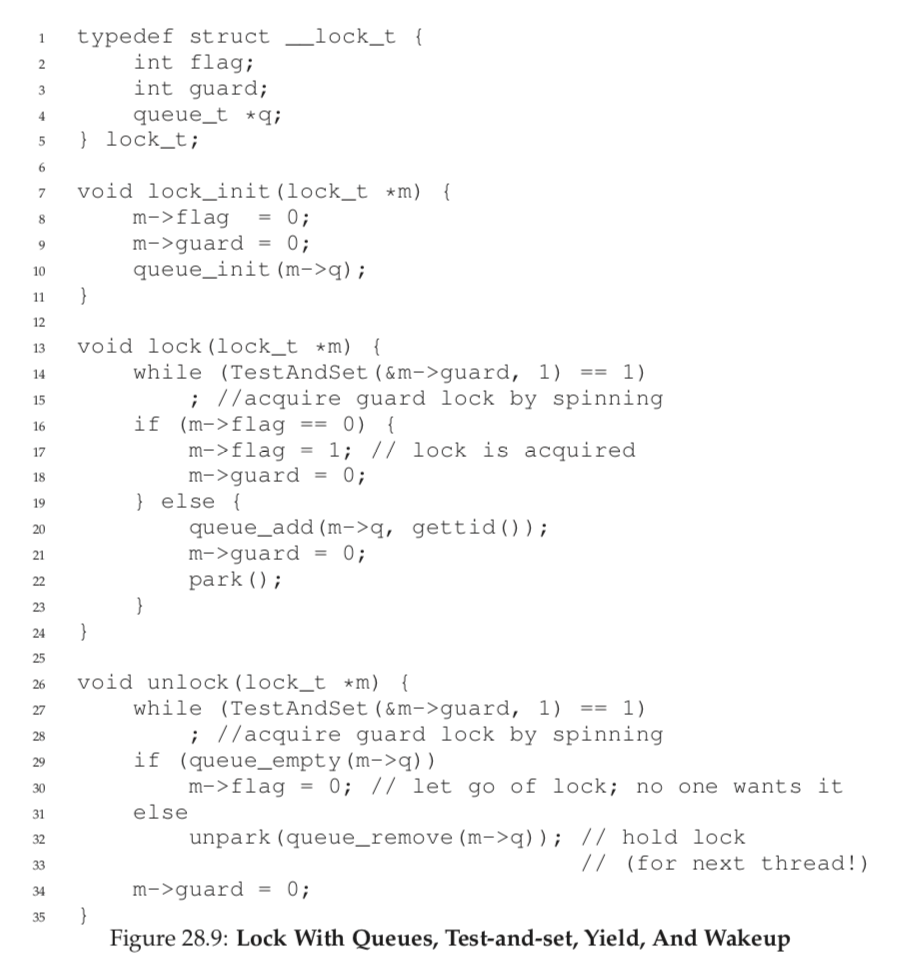 1 typedef struct __lock_t {
2 int flag;
3 int guard;
4 queue_t *q;
5 } lock_t;
6
7 void lock_init(lock_t *m) {
8 m->flag  = 0;
9 m->guard = 0;
10 queue_init(m->q);
11 }
12
13 void lock(lock_t *m) {
14 while (TestAndSet(&m->guard, 1) == 1)
15 ; //acquire guard lock by spinning
16 if (m->flag == 0) {
17 m->flag = 1; // lock is acquired
18 m->guard = 0;
19 } else {
20 queue_add(m->q, gettid());
21 m->guard = 0;
22 park();
23 }
24 }
25
26 void unlock(lock_t *m) {
27 while (TestAndSet(&m->guard, 1) == 1)
28 ; //acquire guard lock by spinning
29 if (queue_empty(m->q))
30 m->flag = 0; // let go of lock; no one wants it
31 else
32 unpark(queue_remove(m->q)); // hold lock
33 // (for next thread!)
34 m->guard = 0;
35 }
Figure 28.9: Lock With Queues, Test-and-set, Yield, And Wakeup